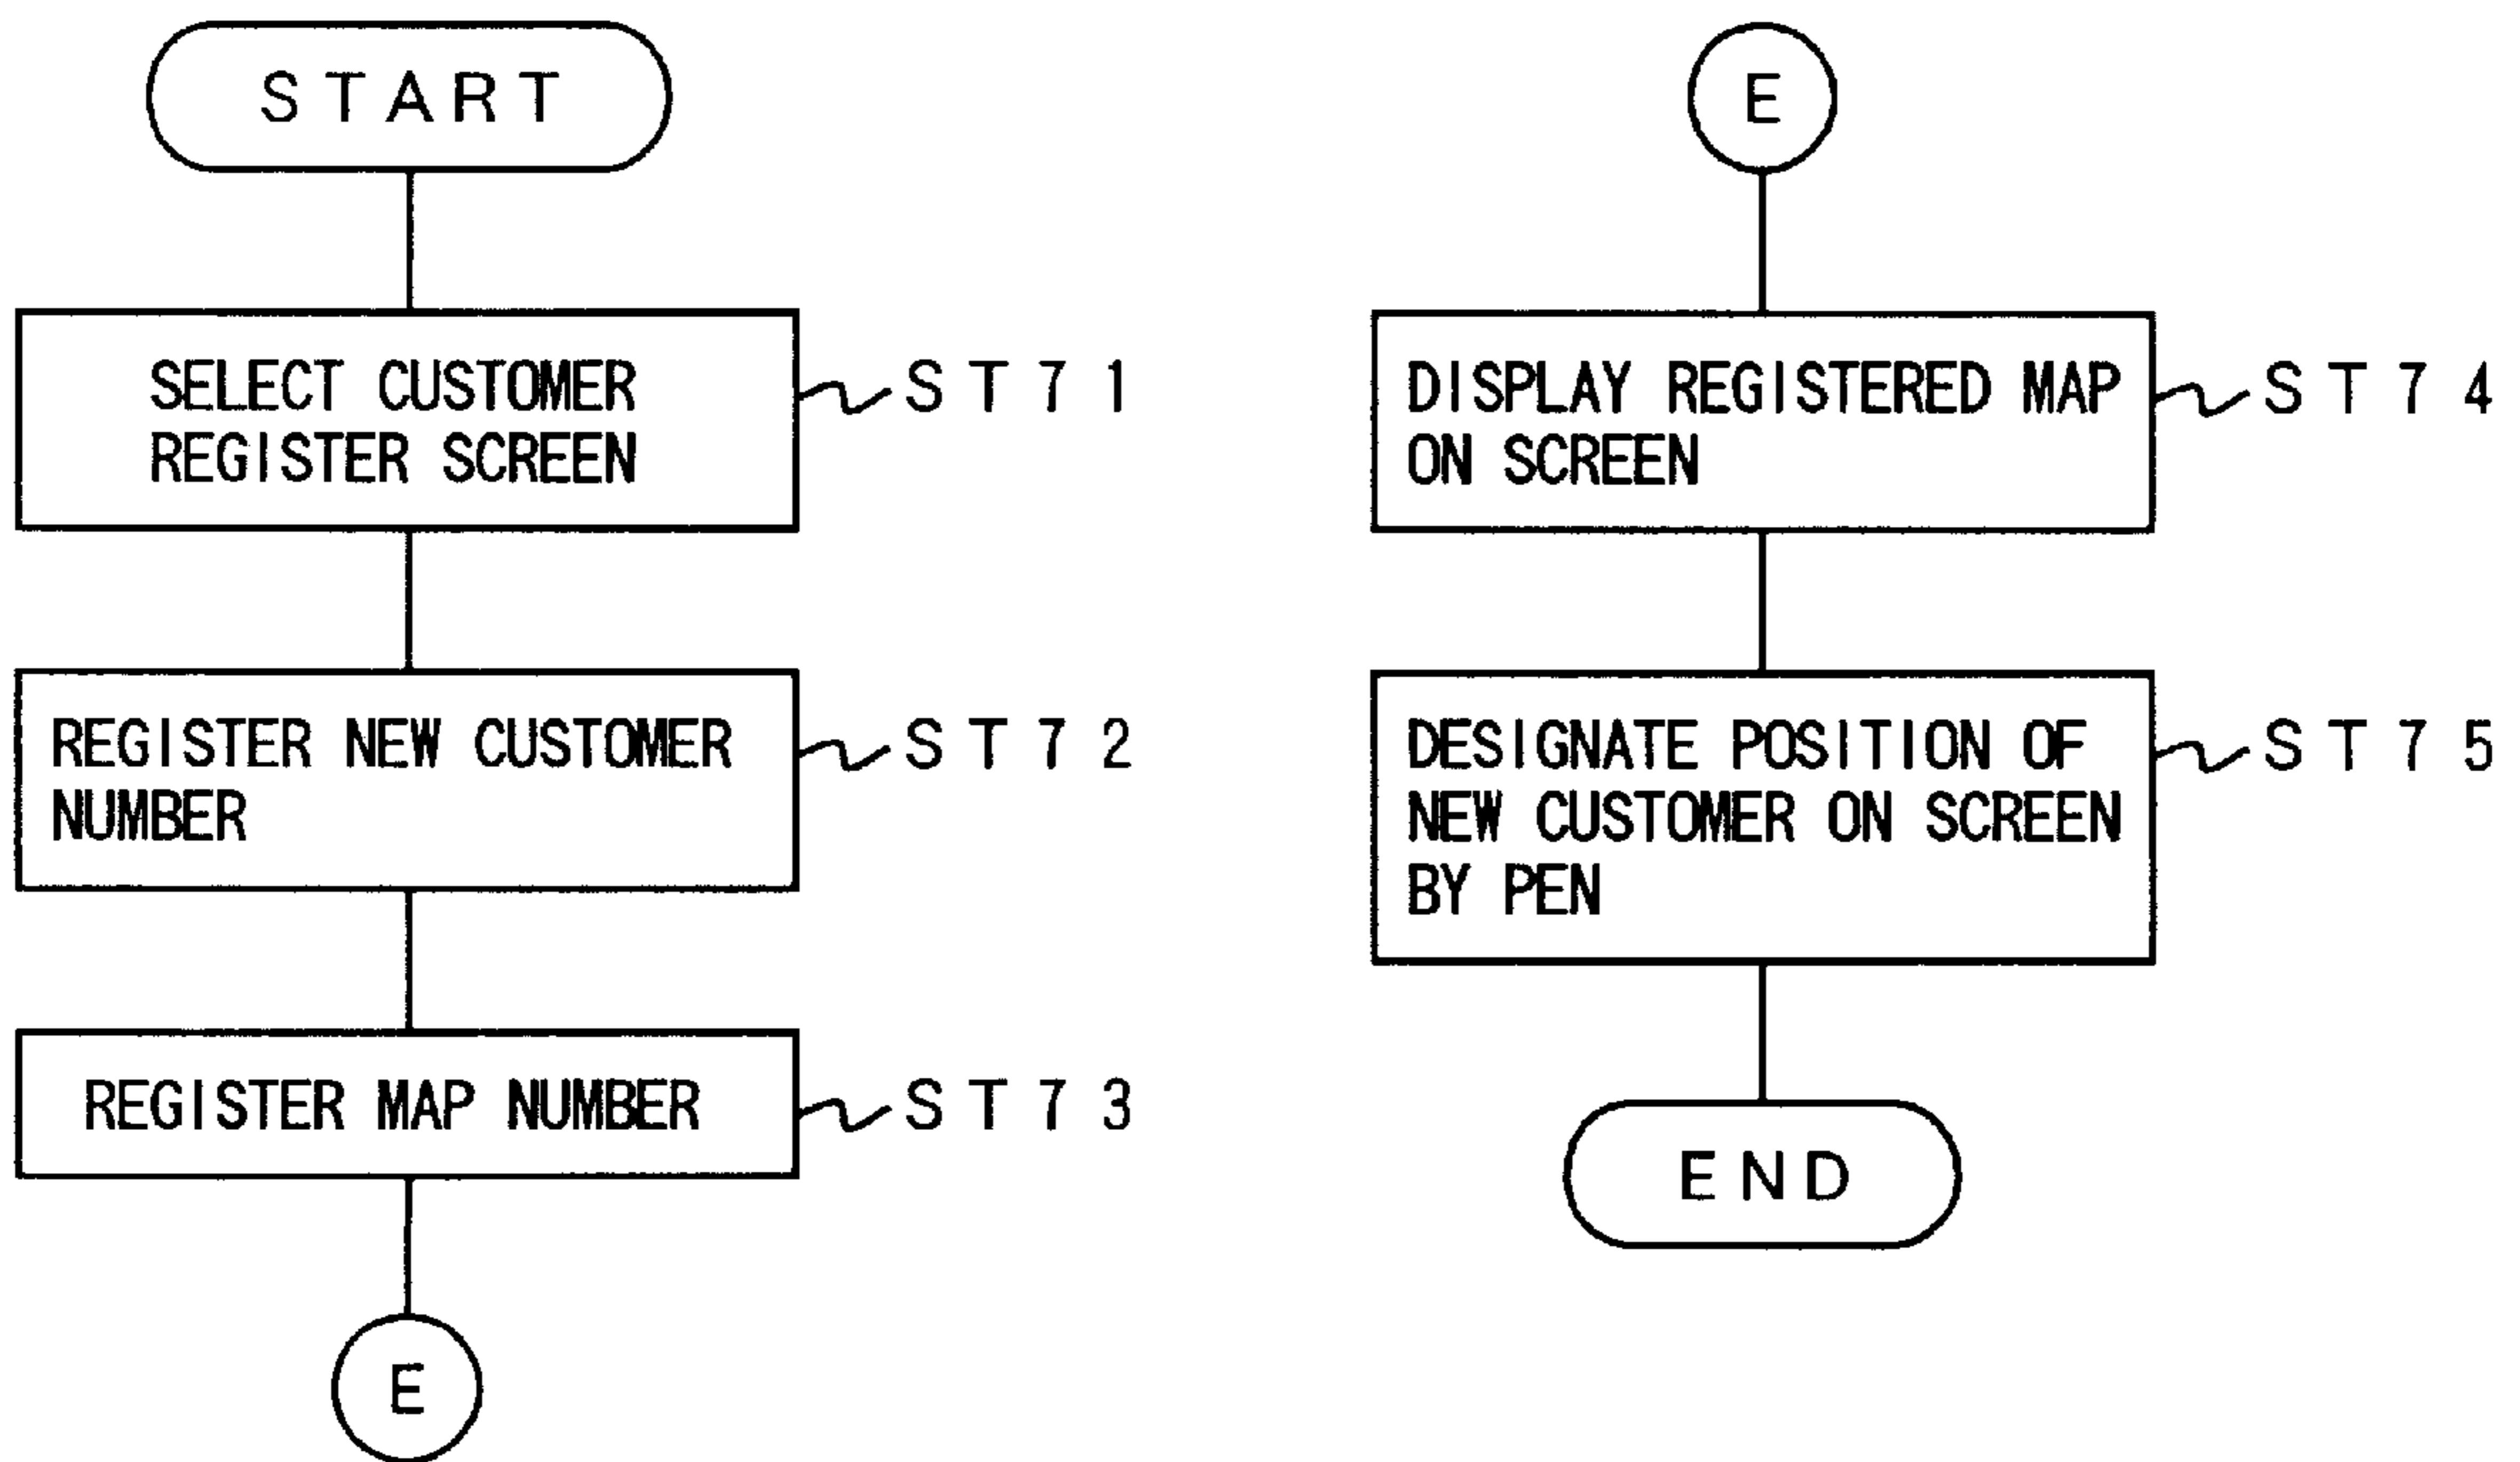 START
SELECT CUSTOMER
REGISTER SCREEN
ST71
REGISTER NEW CUSTOMER
NUMBER
ST72
REGISTER MAP NUMBER
ST73
E
E
DISPLAY REGISTERED MAP
ON SCREEN
ST74
DESIGNATE POSITION OF
NEW CUSTOMER ON SCREEN
BY PEN
ST75
END